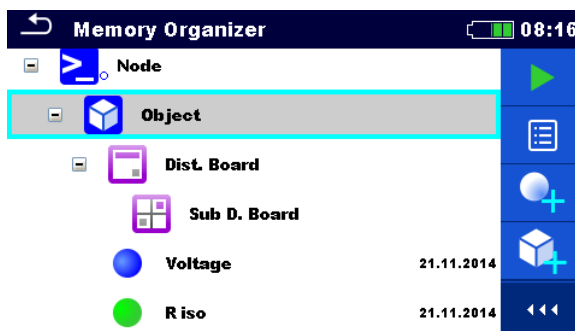 Memory Organizer 08:16
Node
Object
Dist. Board
Sub D. Board
Voltage 21.11.2014
R iso 21.11.2014